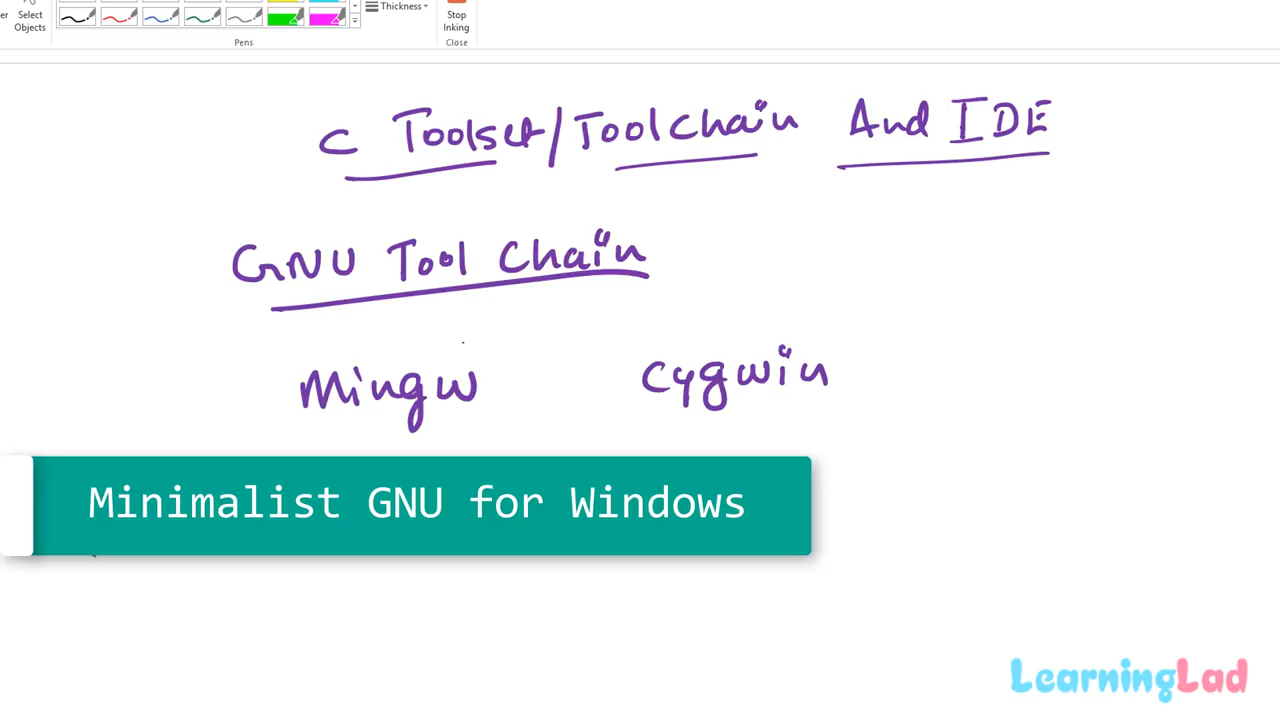 Select
Objects
Pens
Thickness
Stop
Inking
Close
C Toolset/Toolchain And IDE
GNU Tool Chain
Mingw Cygwin
Minimalist GNU for Windows
LearningLad